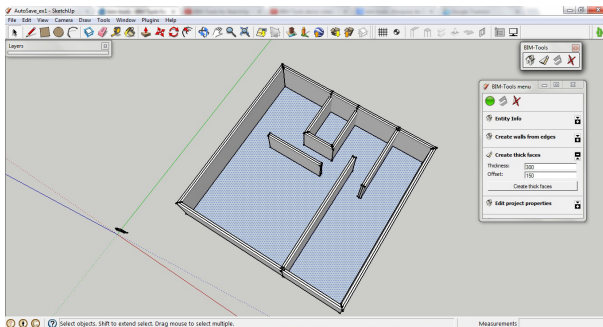 AutoSave_ex1 - SketchUp
File Edit View Camera Draw Tools Window Plugins Help
Layers
BIM-Tools
BIM-Tools menu
Entity Info
Create walls from edges
Create thick faces
Thickness: 300
Offset: 150
Create thick faces
Edit project properties
Select objects. Shift to extend select. Drag mouse to select multiple.
Measurements